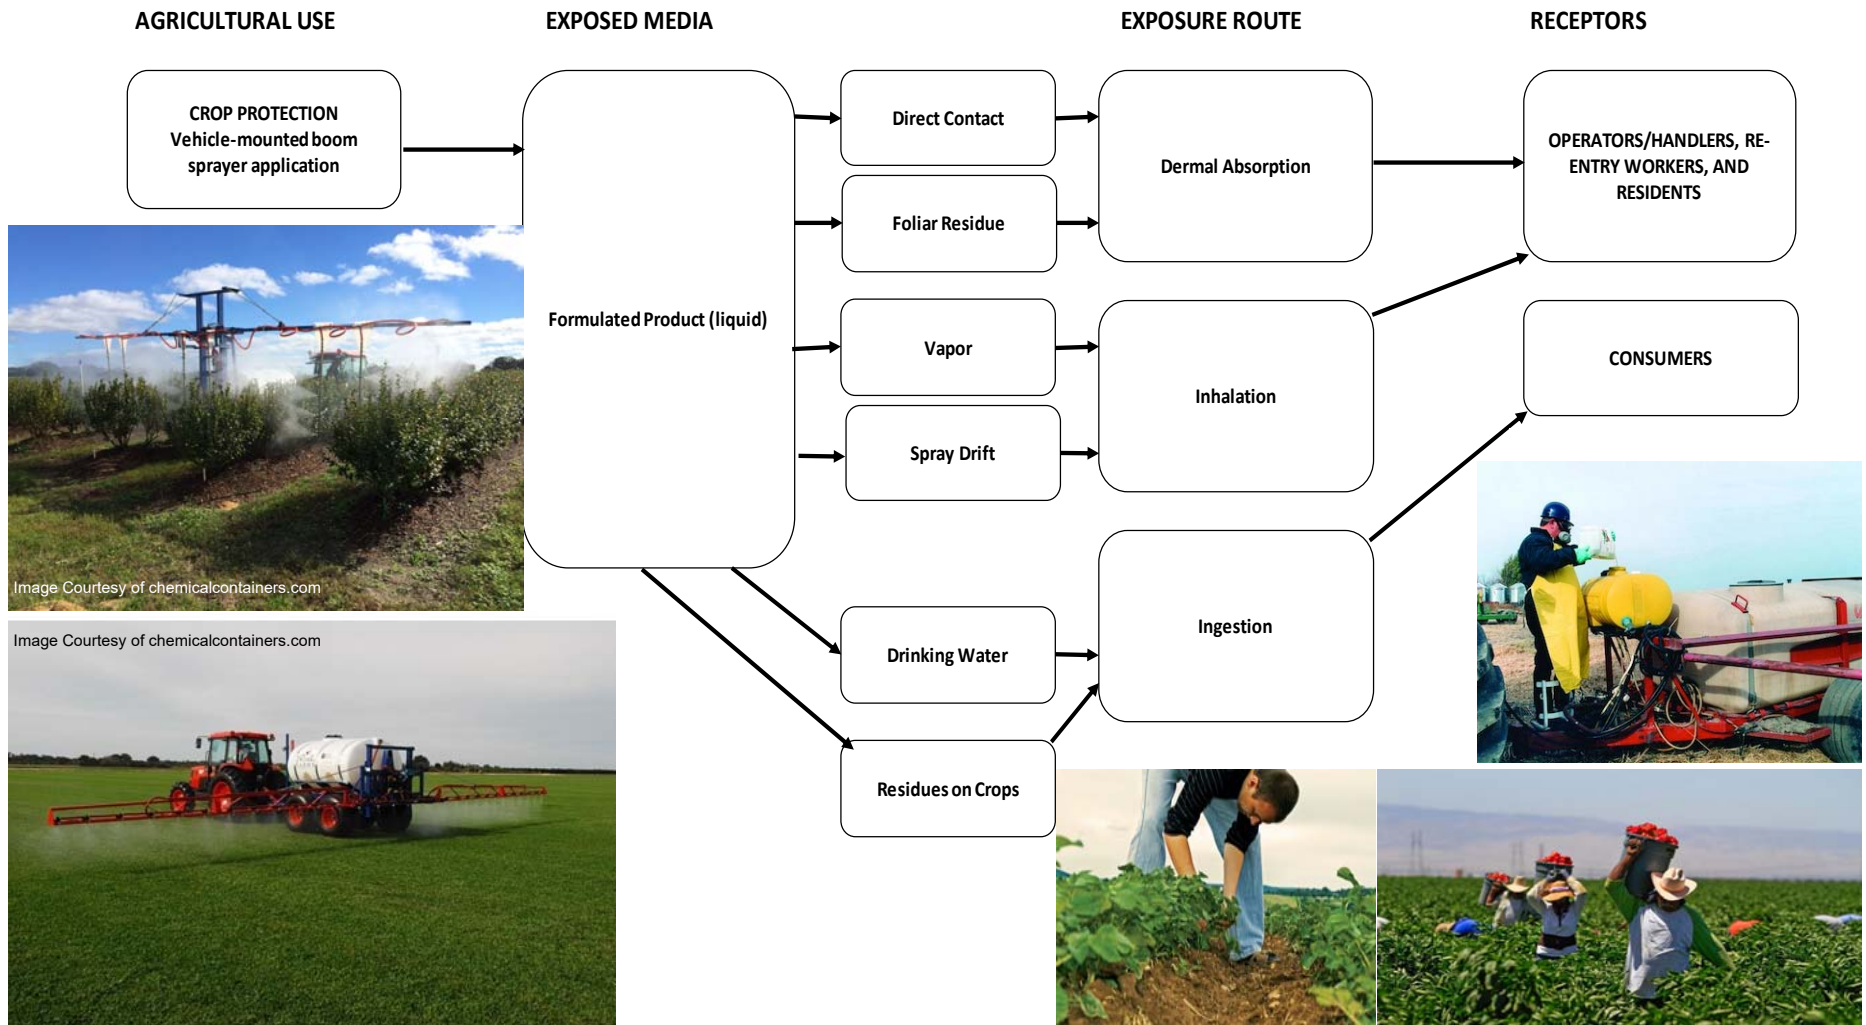 AGRICULTURAL USE
EXPOSED MEDIA
EXPOSURE ROUTE
RECEPTORS
CROP PROTECTION
Vehicle-mounted boom
sprayer application
Formulated Product (liquid)
Direct Contact
Foliar Residue
Vapor
Spray Drift
Drinking Water
Residues on Crops
Dermal Absorption
Inhalation
Ingestion
OPERATORS/HANDLERS, RE-
ENTRY WORKERS, AND
RESIDENTS
CONSUMERS
Image Courtesy of chemicalcontainers.com
Image Courtesy of chemicalcontainers.com